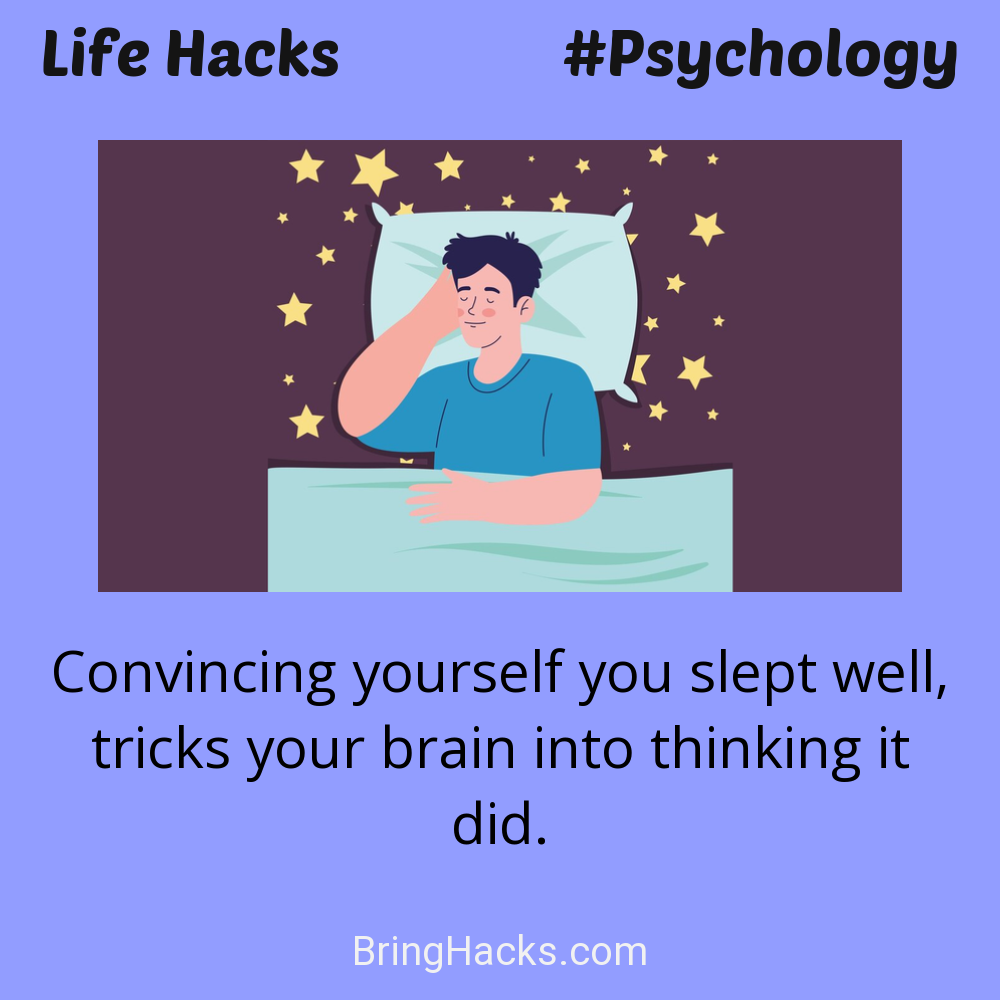 Life Hacks #Psychology
Convincing yourself you slept well,
tricks your brain into thinking it
did.
BringHacks.com